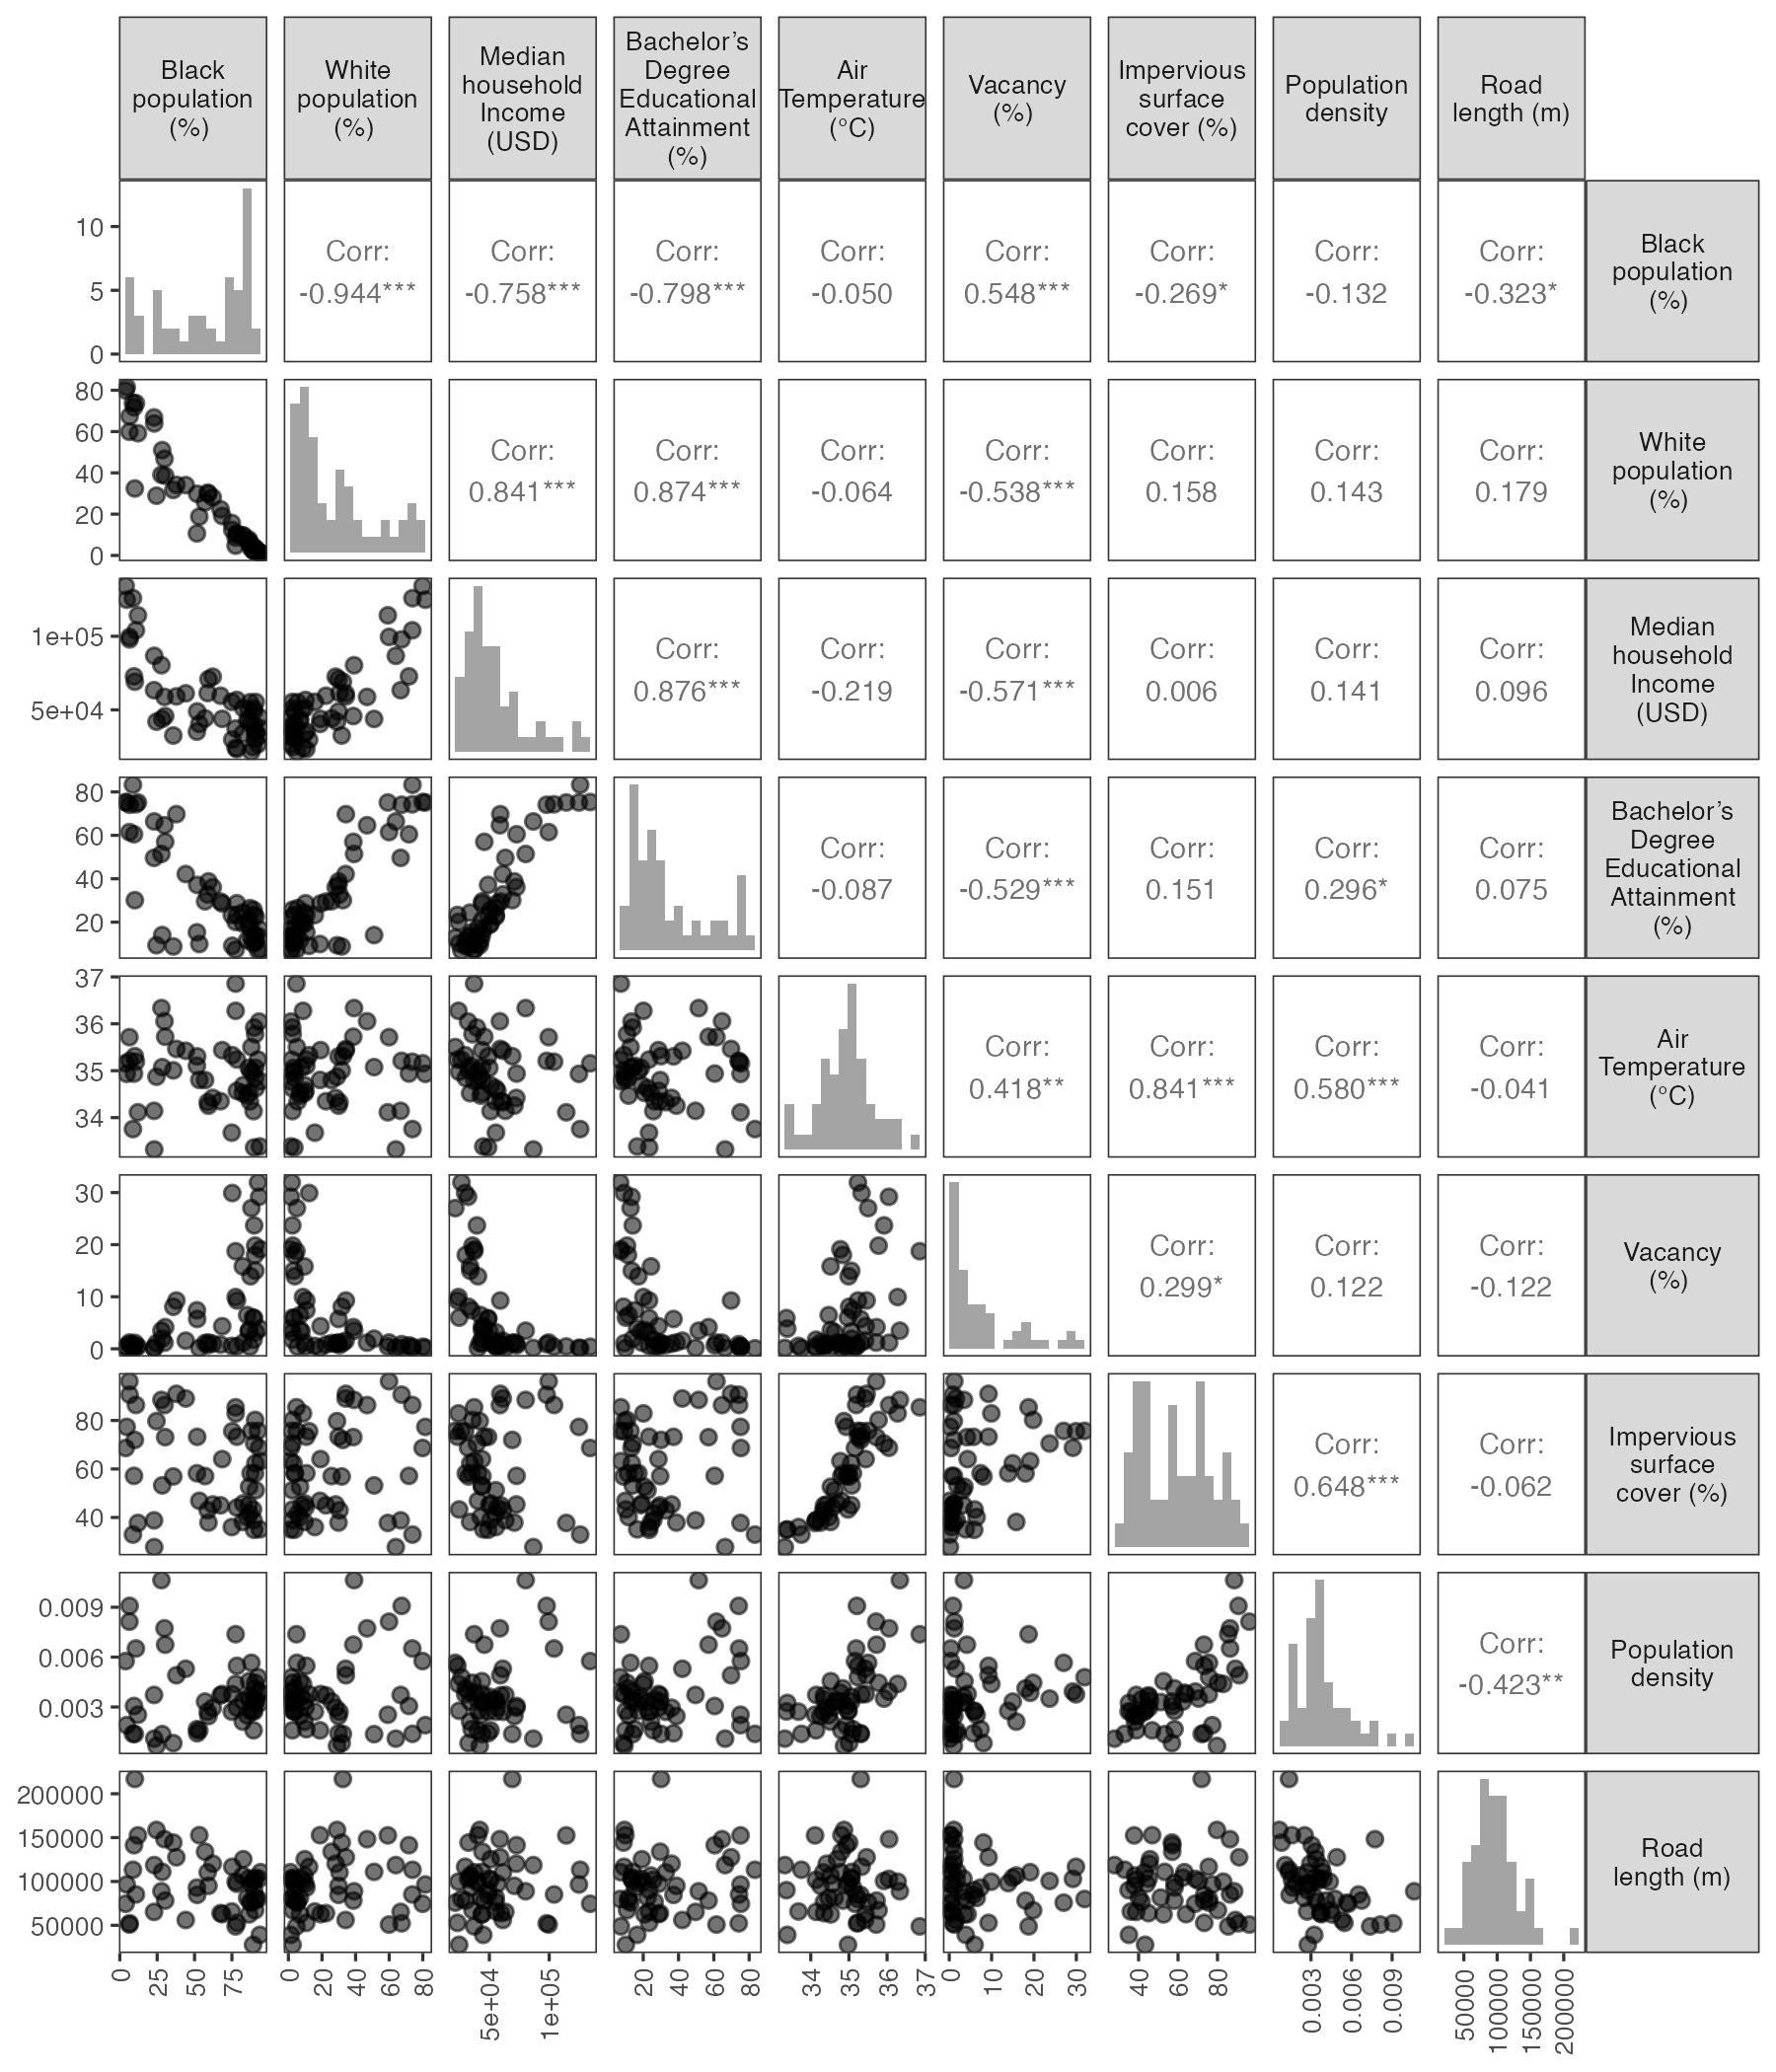 Black
population
(%)
White
population
(%)
Median
household
Income
(USD)
Bachelor’s
Degree
Educational
Attainment
(%)
Air
Temperature
(°C)
Vacancy
(%)
Impervious
surface
cover (%)
Population
density
Road
length (m)
10
5
0
Corr:
-0.944***
Corr:
-0.758***
Corr:
-0.798***
Corr:
-0.050
Corr:
0.548***
Corr:
-0.269*
Corr:
-0.132
Corr:
-0.323*
Black
population
(%)
80
60
40
20
0
Corr:
0.841***
Corr:
0.874***
Corr:
-0.064
Corr:
-0.538***
Corr:
0.158
Corr:
0.143
Corr:
0.179
White
population
(%)
1e+05
5e+04
Corr:
0.876***
Corr:
-0.219
Corr:
-0.571***
Corr:
0.006
Corr:
0.141
Corr:
0.096
Median
household
Income
(USD)
80
60
40
20
Corr:
-0.087
Corr:
-0.529***
Corr:
0.151
Corr:
0.296*
Corr:
0.075
Bachelor’s
Degree
Educational
Attainment
(%)
37
36
35
34
Corr:
0.418**
Corr:
0.841***
Corr:
0.580***
Corr:
-0.041
Air
Temperature
(°C)
30
20
10
0
Corr:
0.299*
Corr:
0.122
Corr:
-0.122
Vacancy
(%)
80
60
40
Corr:
0.648***
Corr:
-0.062
Impervious
surface
cover (%)
0.009
0.006
0.003
Corr:
-0.423**
Population
density
200000
150000
100000
50000
Road
length (m)
0
25
50
75
0
20
40
60
80
5e+04
1e+05
20
40
60
80
34
35
36
37
0
10
20
30
40
60
80
0.003
0.006
0.009
50000
100000
150000
200000